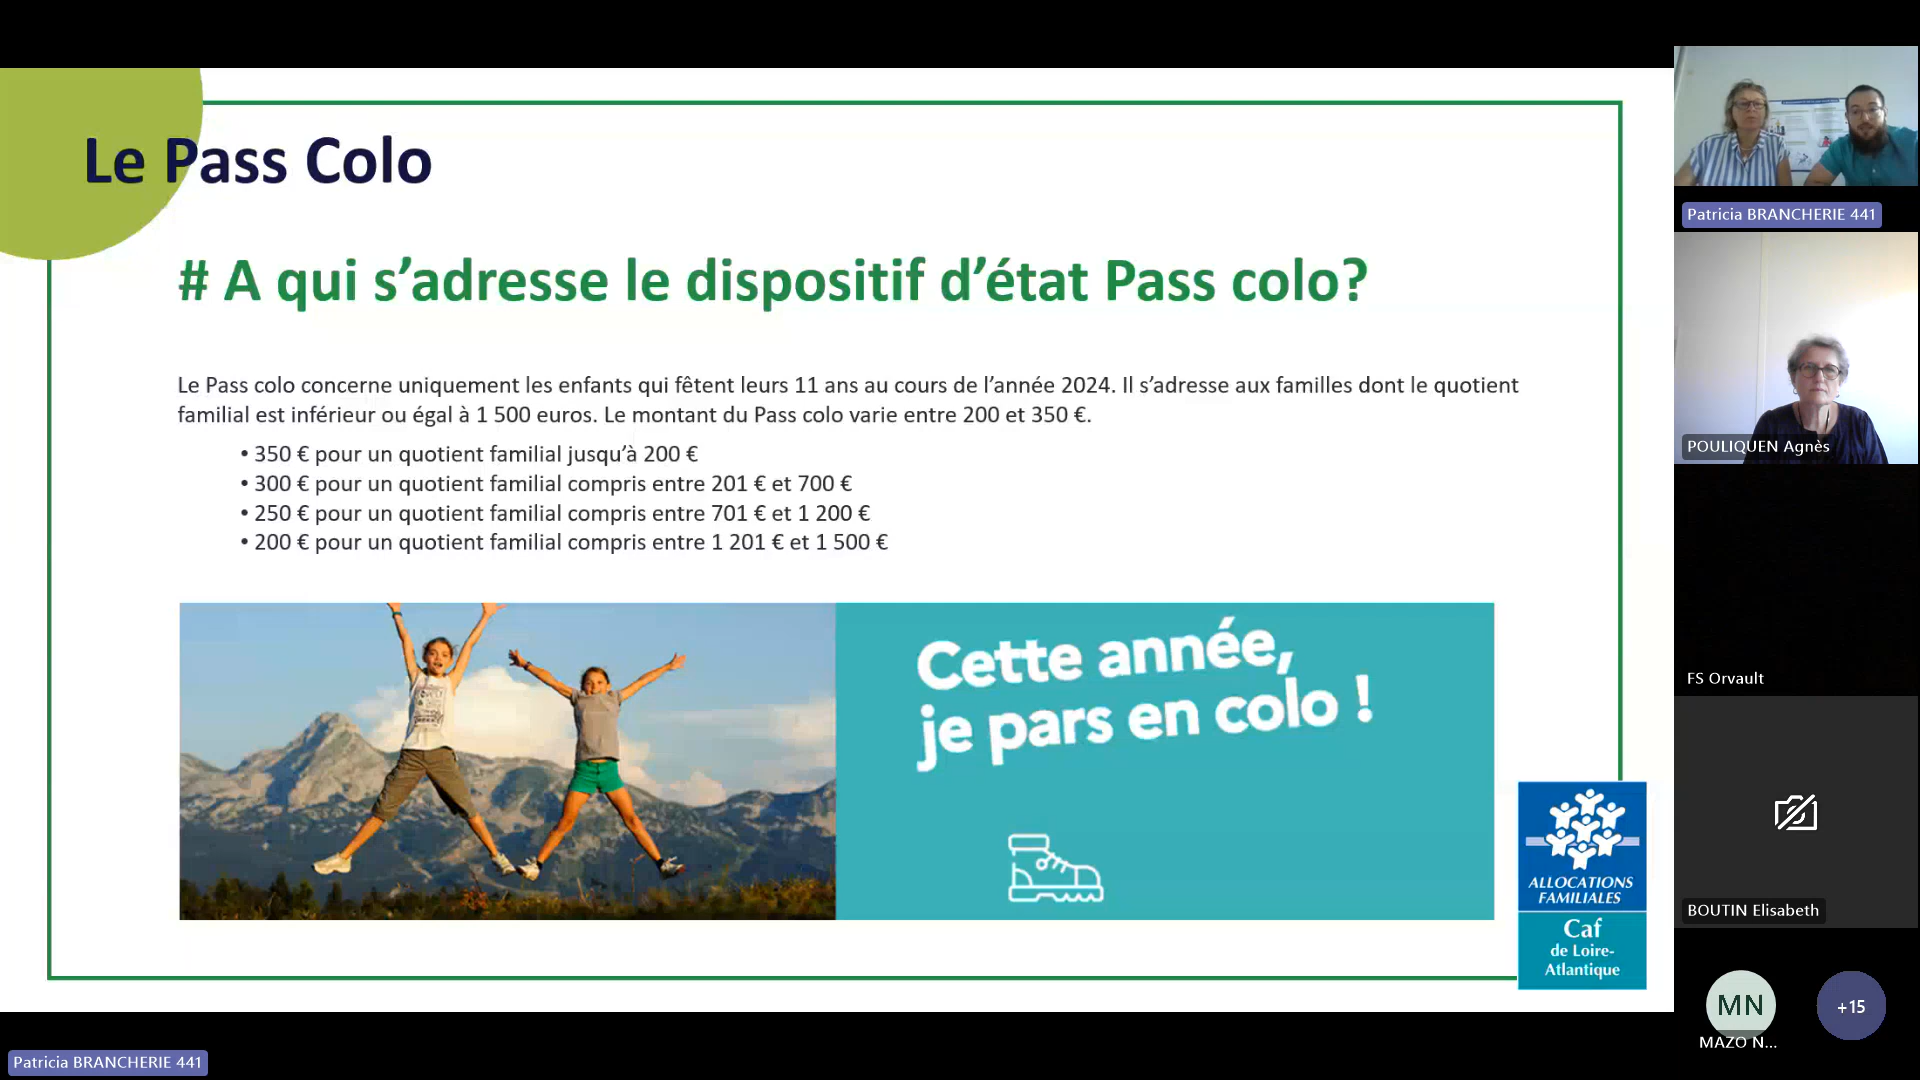 Le Pass Colo
# A qui s’adresse le dispositif d’état Pass colo?
Le Pass colo concerne uniquement les enfants qui fêtent leurs 11 ans au cours de l’année 2024. Il s’adresse aux familles dont le quotient
familial est inférieur ou égal à 1 500 euros. Le montant du Pass colo varie entre 200 et 350 €.
• 350 € pour un quotient familial jusqu’à 200 €
• 300 € pour un quotient familial compris entre 201 € et 700 €
• 250 € pour un quotient familial compris entre 701 € et 1 200 €
• 200 € pour un quotient familial compris entre 1 201 € et 1 500 €
Cette année,
je pars en colo !
ALLOCATIONS
FAMILIALES
Caf
de Loire-
Atlantique
Patricia BRANCHERIE 441
POULIQUEN Agnès
FS Orvault
BOUTIN Elisabeth
MN
MAZO N...
+15
Patricia BRANCHERIE 441